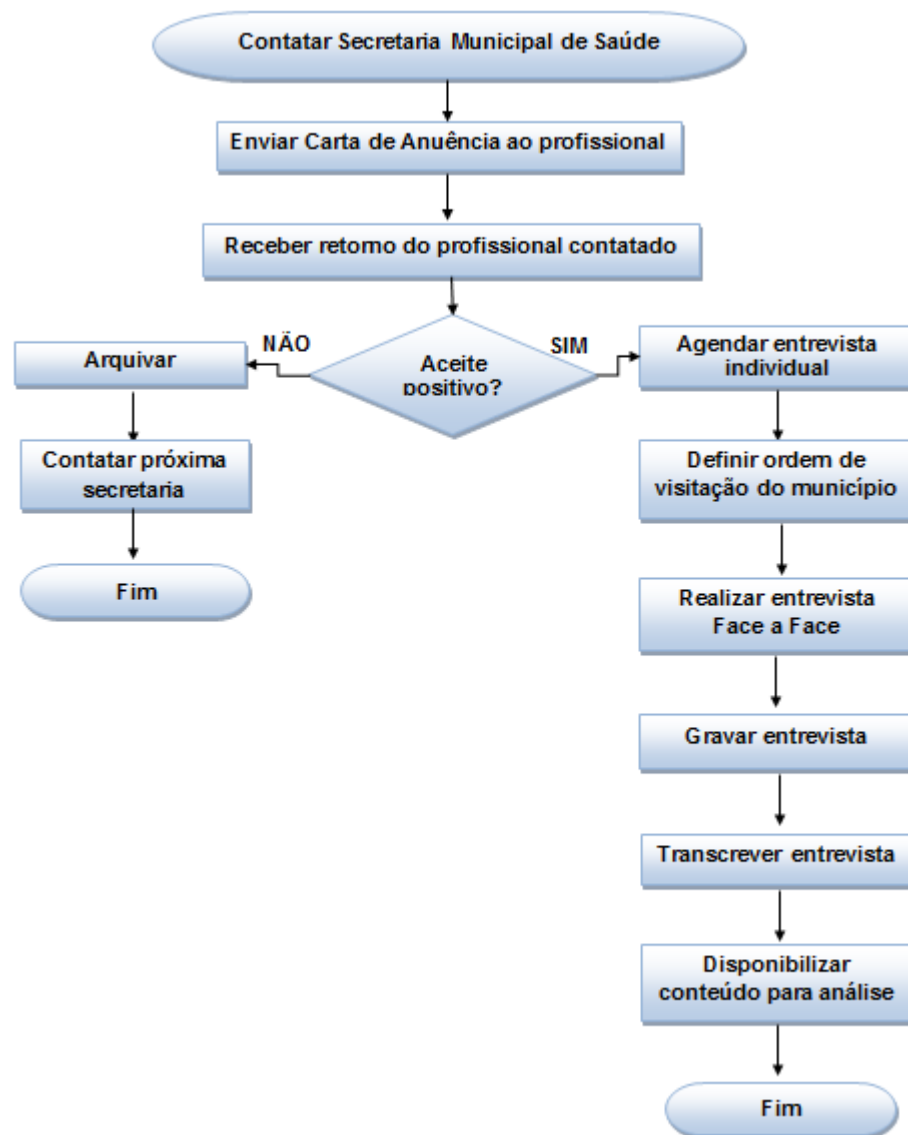 Contatar Secretaria Municipal de Saúde
Enviar Carta de Anuência ao profissional
Receber retorno do profissional contatado
Aceite
positivo?
NÃO
Arquivar
Contatar próxima
secretaria
Fim
SIM
Agendar entrevista
individual
Definir ordem de
visitação do município
Realizar entrevista
Face a Face
Gravar entrevista
Transcrever entrevista
Disponibilizar
conteúdo para análise
Fim